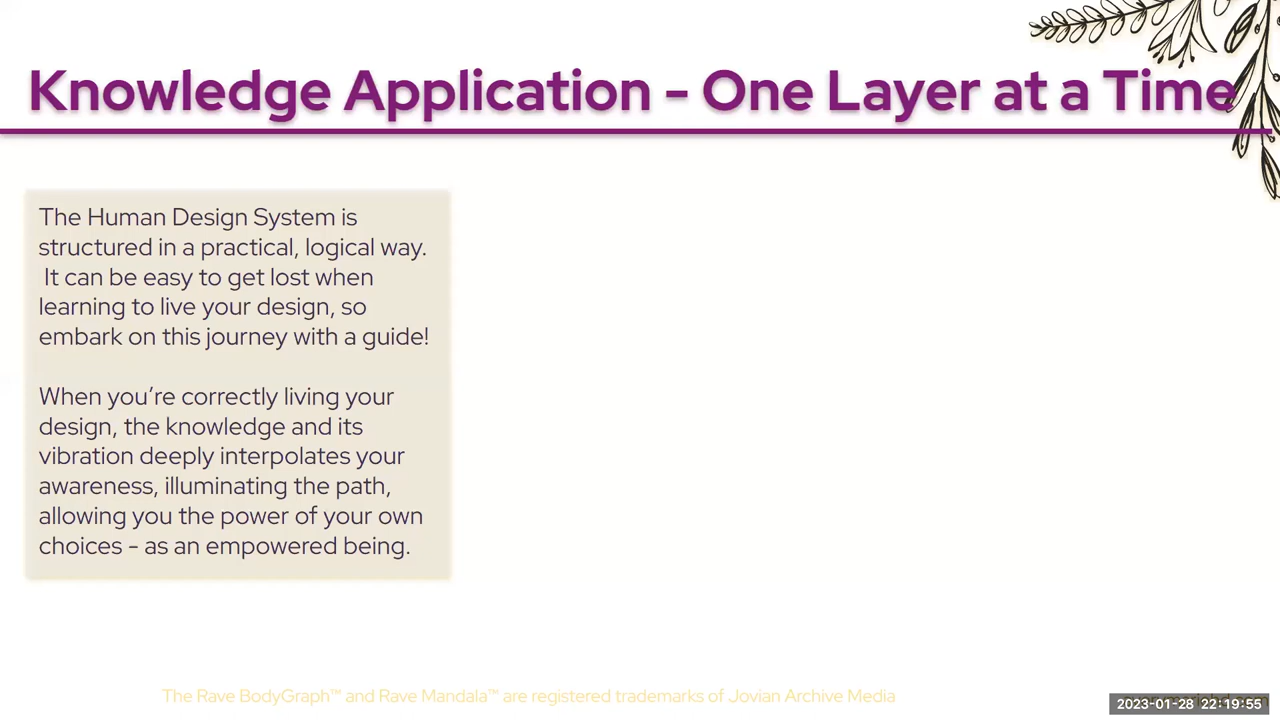 Knowledge Application - One Layer at a Time
The Human Design System is
structured in a practical, logical way.
It can be easy to get lost when
learning to live your design, so
embark on this journey with a guide!
When you’re correctly living your
design, the knowledge and its
vibration deeply interpolates your
awareness, illuminating the path,
allowing you the power of your own
choices - as an empowered being.
The Rave BodyGraph™ and Rave Mandala™ are registered trademarks of Jovian Archive Media
2023-01-28 22:19:55